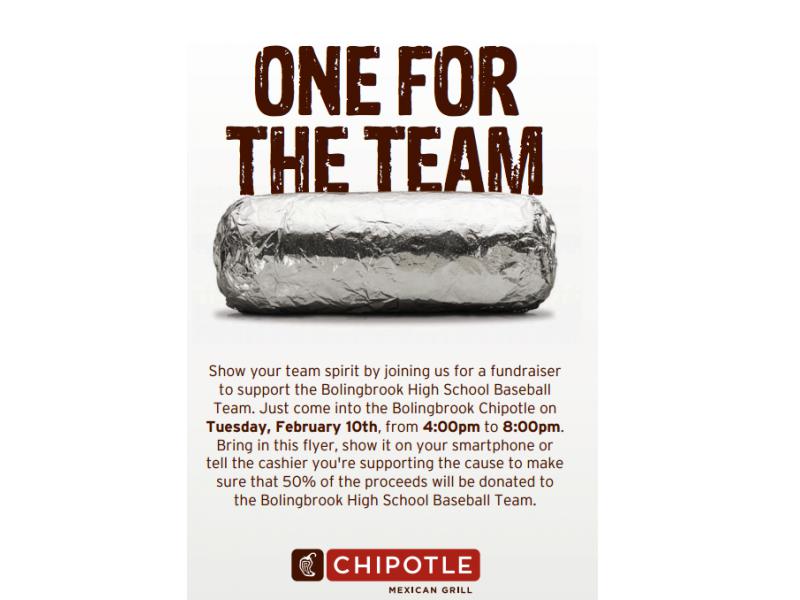 ONE FOR
THE TEAM
Show your team spirit by joining us for a fundraiser
to support the Bolingbrook High School Baseball
Team. Just come into the Bolingbrook Chipotle on
Tuesday, February 10th, from 4:00pm to 8:00pm.
Bring in this flyer, show it on your smartphone or
tell the cashier you're supporting the cause to make
sure that 50% of the proceeds will be donated to
the Bolingbrook High School Baseball Team.
CHIPOTLE
MEXICAN GRILL